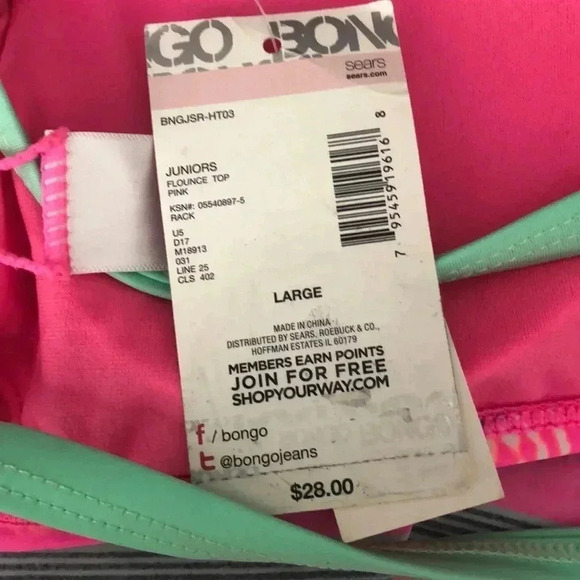 GO BONG
sears
sears.com
BNGJSR-HT03
JUNIORS
FLOUNCE TOP
PINK
KSN#: 05540897-5
RACK
U5
D17
M18913
031
LINE 25
CLS 402
7 95459 19616 8
LARGE
MADE IN CHINA
DISTRIBUTED BY SEARS, ROEBUCK & CO.,
HOFFMAN ESTATES IL 60179
MEMBERS EARN POINTS
JOIN FOR FREE
SHOPYOURWAY.COM
f / bongo
t @bongojeans
$28.00